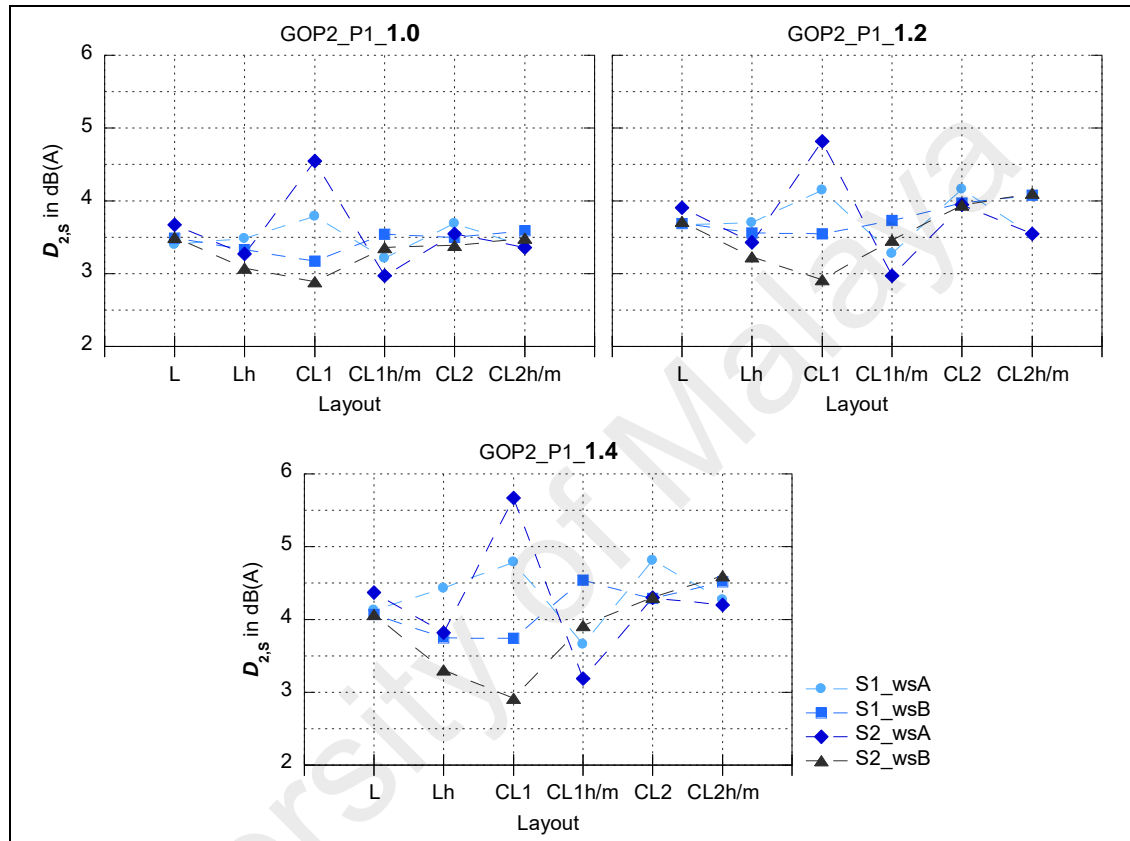 GOP2_P1_1.0
6
5
4
3
2
D2,S in dB(A)
L Lh CL1 CL1h/m CL2 CL2h/m
Layout
GOP2_P1_1.2
L Lh CL1 CL1h/m CL2 CL2h/m
Layout
GOP2_P1_1.4
6
5
4
3
2
D2,S in dB(A)
L Lh CL1 CL1h/m CL2 CL2h/m
Layout
S1_wsA
S1_wsB
S2_wsA
S2_wsB
ersity of Malaya